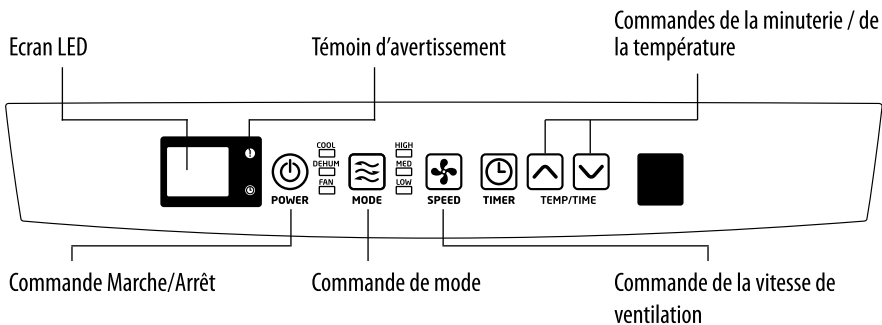 Commandes de la minuterie / de
la température
Ecran LED
Témoin d'avertissement
COOL
DEHUM
FAN
HIGH
MED
LOW
POWER
MODE
SPEED
TIMER
TEMP/TIME
Commande Marche/Arrêt
Commande de mode
Commande de la vitesse de
ventilation